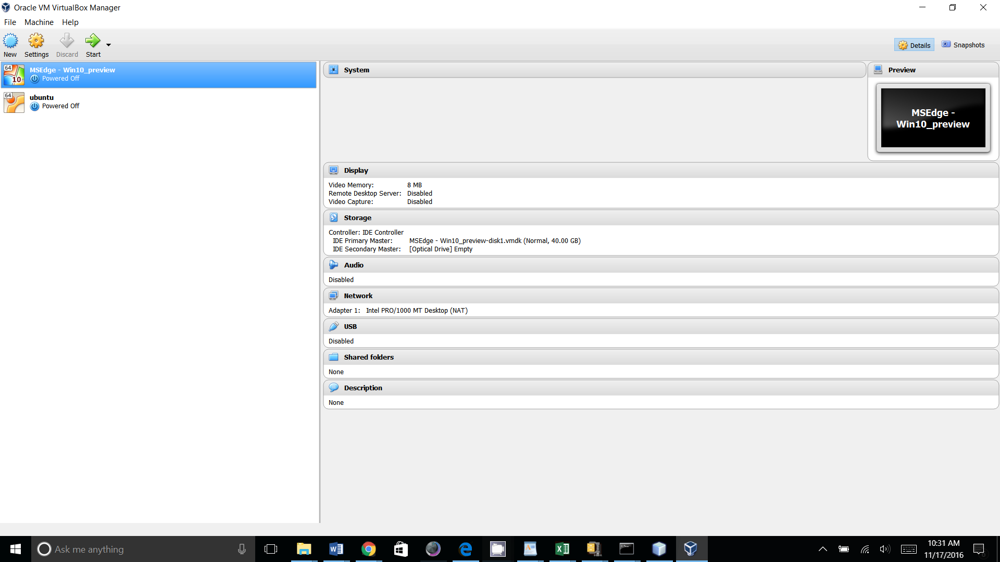 Oracle VM VirtualBox Manager
File Machine Help
New Settings Discard Start
Details Snapshots
64 10
MSEdge - Win10_preview
Powered Off
64
ubuntu
Powered Off
System
Preview
MSEdge -
Win10_preview
Display
Video Memory: 8 MB
Remote Desktop Server: Disabled
Video Capture: Disabled
Storage
Controller: IDE Controller
IDE Primary Master: MSEdge - Win10_preview-disk1.vmdk (Normal, 40.00 GB)
IDE Secondary Master: [Optical Drive] Empty
Audio
Disabled
Network
Adapter 1: Intel PRO/1000 MT Desktop (NAT)
USB
Disabled
Shared folders
None
Description
None
Ask me anything
10:31 AM
11/17/2016